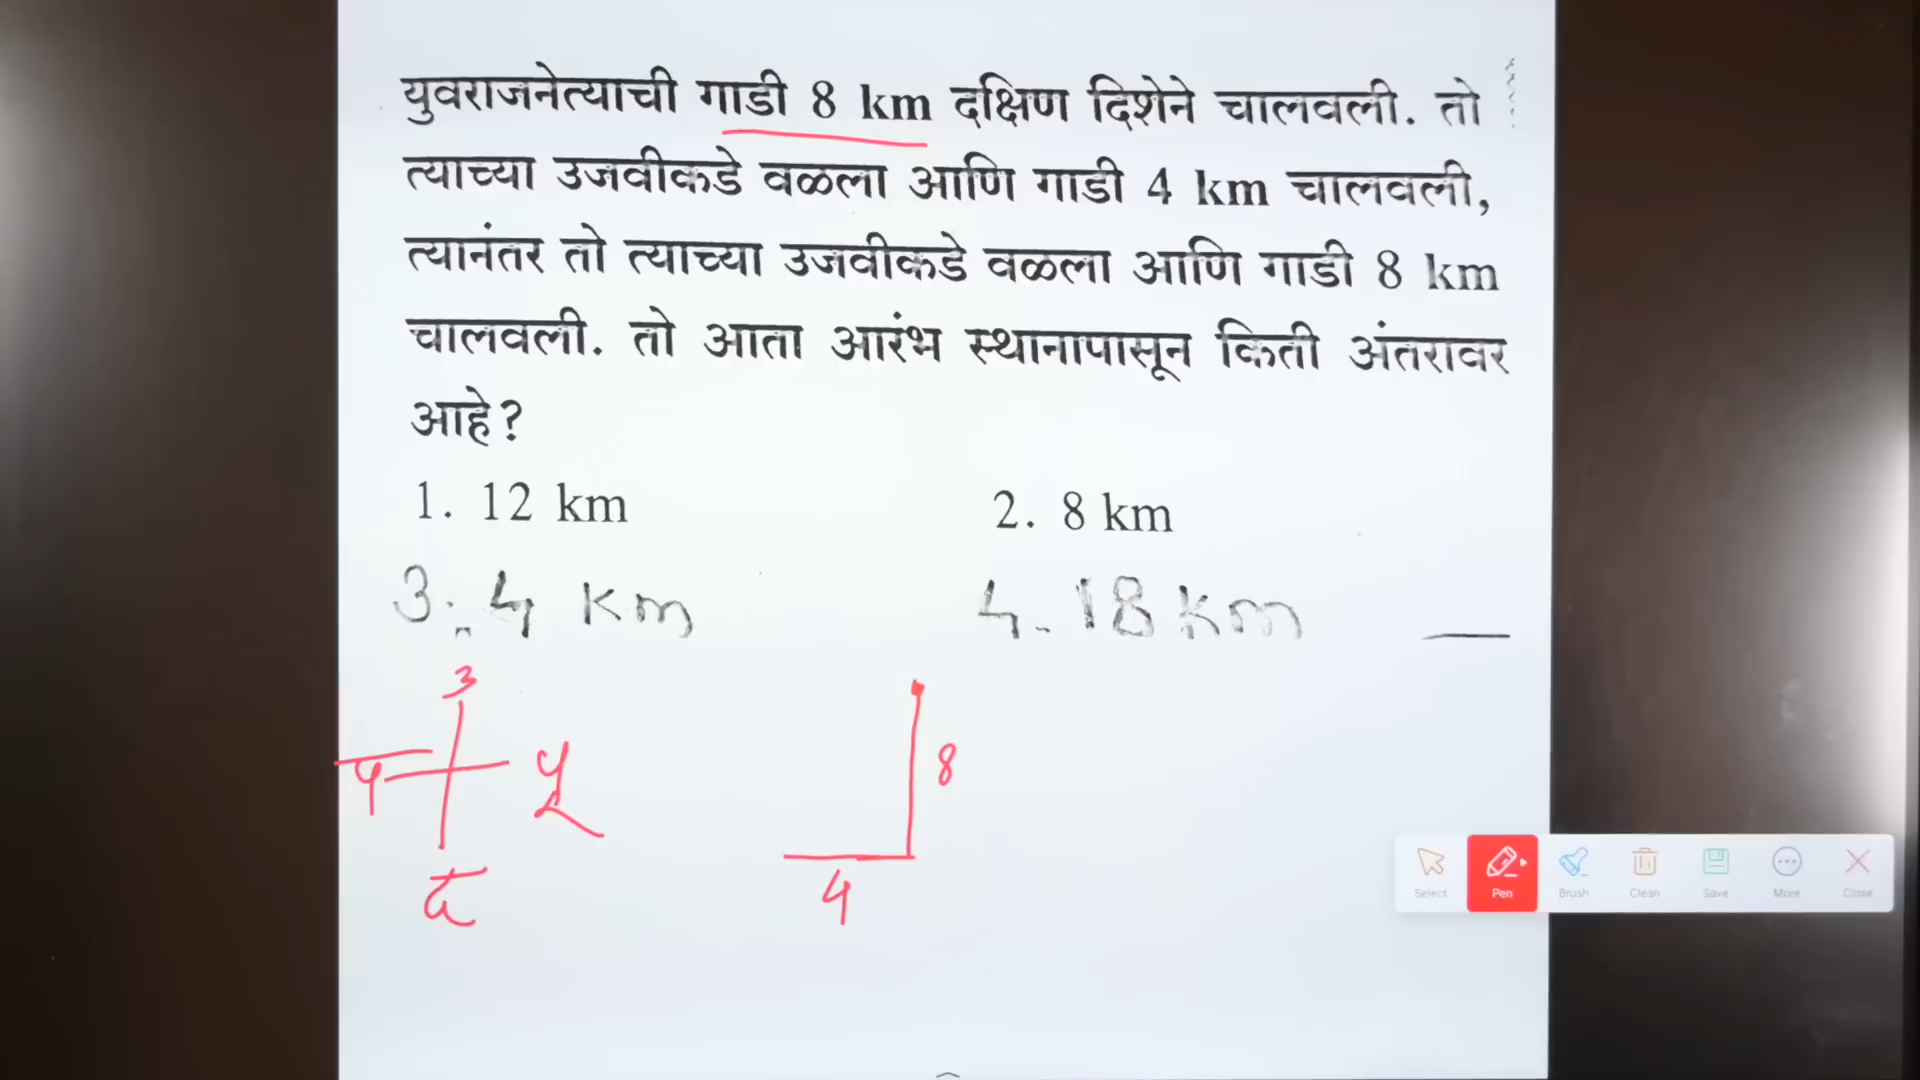 युवराजनेत्याची गाडी 8 km दक्षिण दिशेने चालवली. तो
त्याच्या उजवीकडे वळला आणि गाडी 4 km चालवली,
त्यानंतर तो त्याच्या उजवीकडे वळला आणि गाडी 8 km
चालवली. तो आता आरंभ स्थानापासून किती अंतरावर
आहे?
1. 12 km 2. 8 km
3. 4 km 4. 18 km
उ
प पू
द
8
4
Select Pen Brush Clean Save More Close